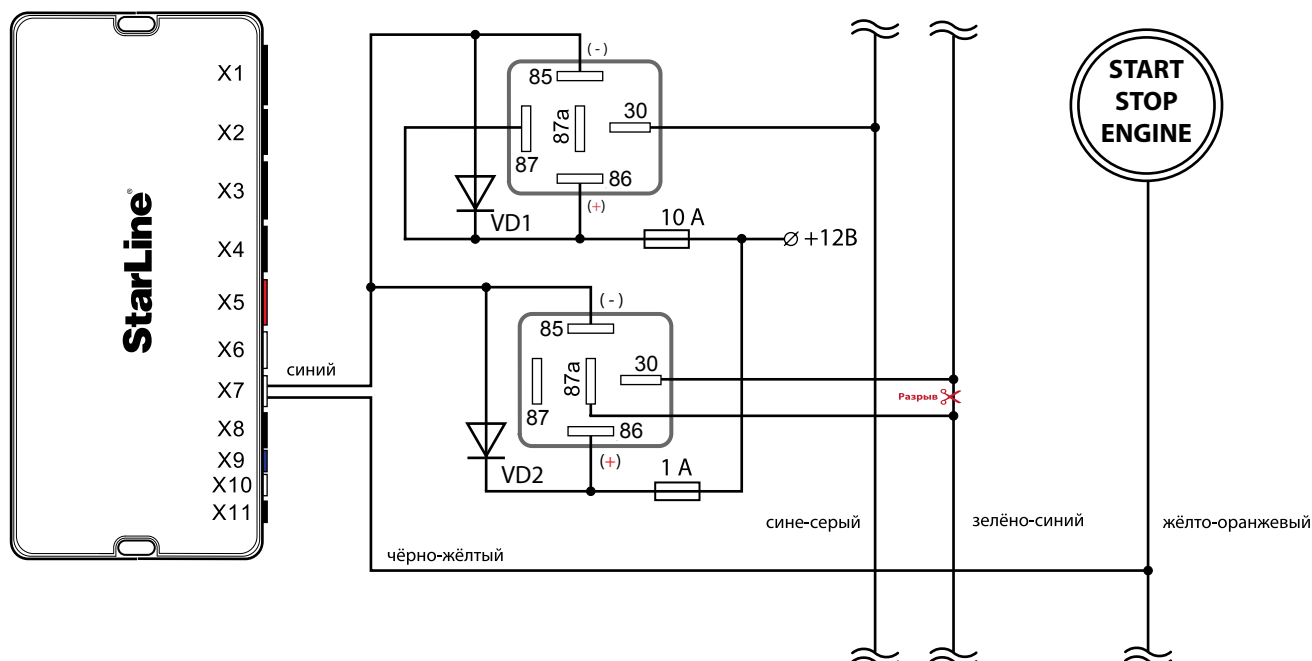 StarLine®
X1
X2
X3
X4
X5
X6
X7
X8
X9
X10
X11
синий
чёрно-жёлтый
(-)
85
87a
30
87
86
(+)
VD1
10 A
+12В
(-)
85
87a
30
87
86
(+)
VD2
1 A
Разрыв
сине-серый
зелёно-синий
жёлто-оранжевый
START
STOP
ENGINE